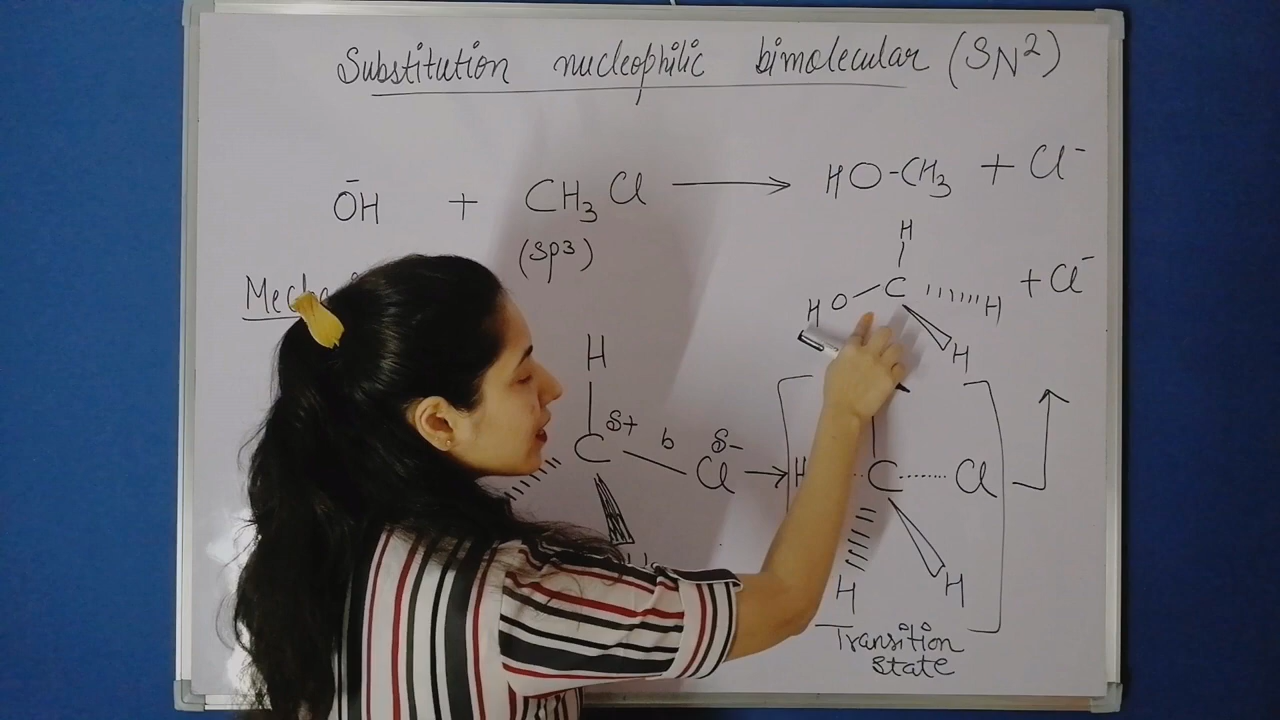 Substitution nucleophilic bimolecular (SN²)
ŌH + CH₃Cl ⟶ HO-CH₃ + Cl⁻
(sp³)
H
HO C H + Cl⁻
H
H
C δ+ b Cl δ- → [H C Cl]
H H
Transition
State